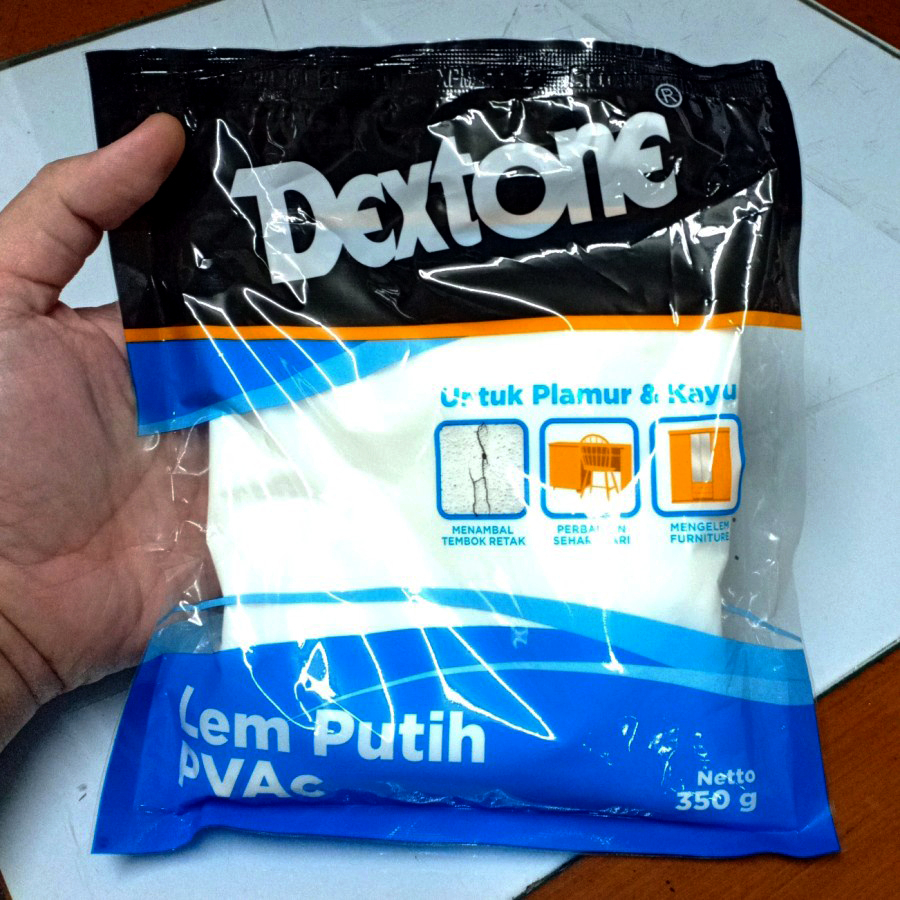 Dextone®
Untuk Plamur & Kayu
MENAMBAL
TEMBOK RETAK
PERBAIKAN
SEHARI-HARI
MENGELEM
FURNITURE
Lem Putih
PVAc
Netto
350 g